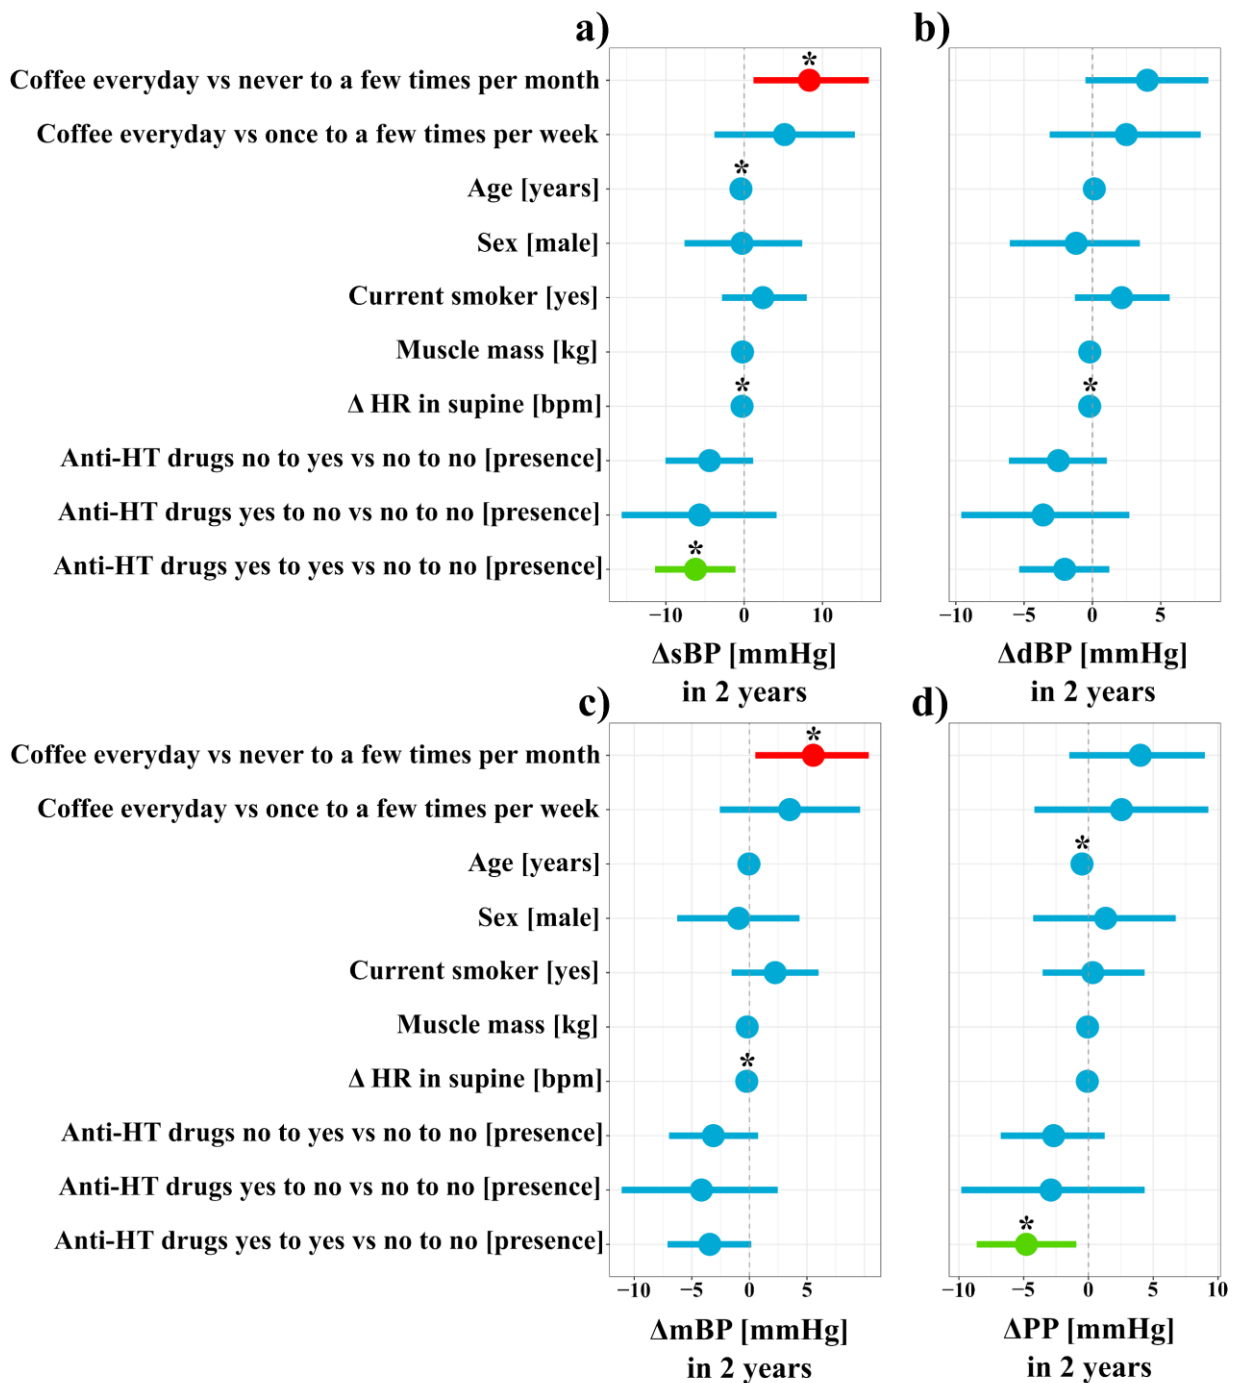 a)
b)
Coffee everyday vs never to a few times per month
*
Coffee everyday vs once to a few times per week
Age [years]
*
Sex [male]
Current smoker [yes]
Muscle mass [kg]
Δ HR in supine [bpm]
*
*
Anti-HT drugs no to yes vs no to no [presence]
Anti-HT drugs yes to no vs no to no [presence]
Anti-HT drugs yes to yes vs no to no [presence]
*
−10 0 10
−10 −5 0 5
ΔsBP [mmHg]
in 2 years
ΔdBP [mmHg]
in 2 years
c)
d)
Coffee everyday vs never to a few times per month
*
Coffee everyday vs once to a few times per week
Age [years]
*
Sex [male]
Current smoker [yes]
Muscle mass [kg]
Δ HR in supine [bpm]
*
Anti-HT drugs no to yes vs no to no [presence]
Anti-HT drugs yes to no vs no to no [presence]
Anti-HT drugs yes to yes vs no to no [presence]
*
−10 −5 0 5
−10 −5 0 5 10
ΔmBP [mmHg]
in 2 years
ΔPP [mmHg]
in 2 years